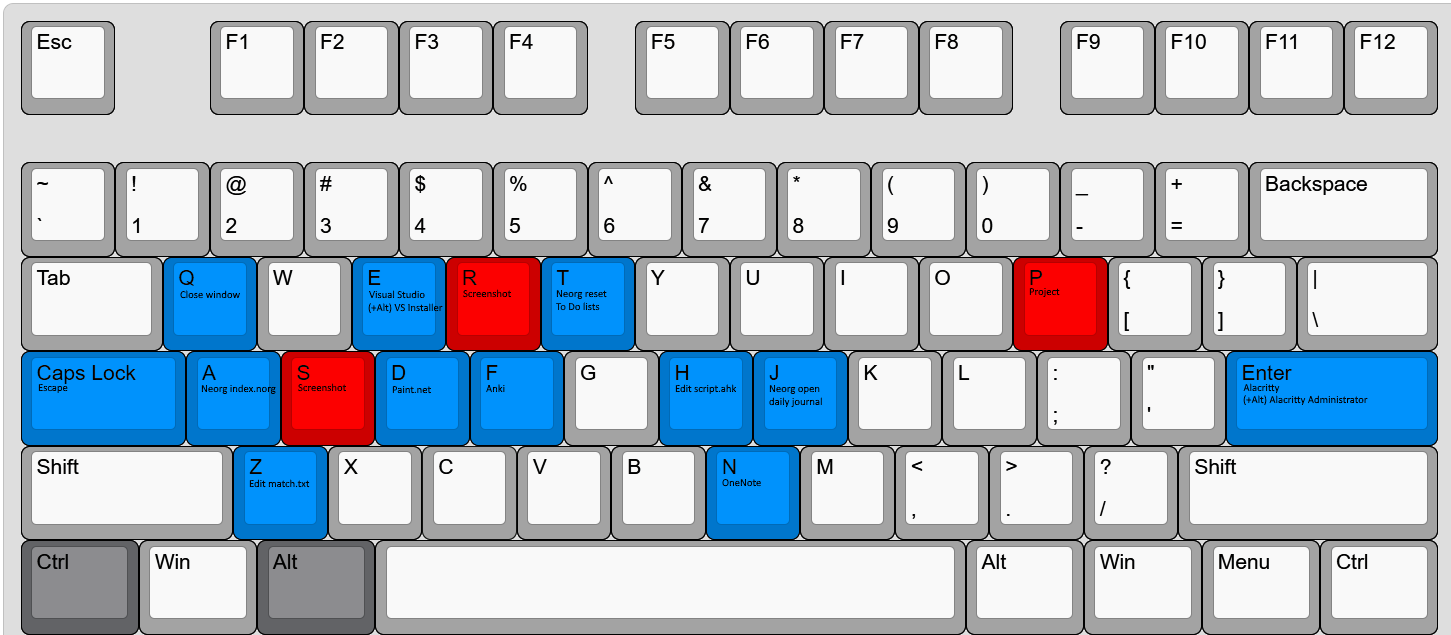 Esc F1 F2 F3 F4 F5 F6 F7 F8 F9 F10 F11 F12
~ ! @ # $ % ^ & * ( ) _ + Backspace
` 1 2 3 4 5 6 7 8 9 0 - =
Tab Q W E R T Y U I O P { } |
Close window Visual Studio Screenshot Neorg reset Project
(+Alt) VS Installer To Do lists
[ ] \
Caps Lock A S D F G H J K L : " Enter
Escape Neorg index.norg Screenshot Paint.net Anki Edit script.ahk Neorg open Alacritty
daily journal (+Alt) Alacritty Administrator
; '
Shift Z X C V B N M < > ? Shift
Edit match.txt OneNote
, . /
Ctrl Win Alt Alt Win Menu Ctrl